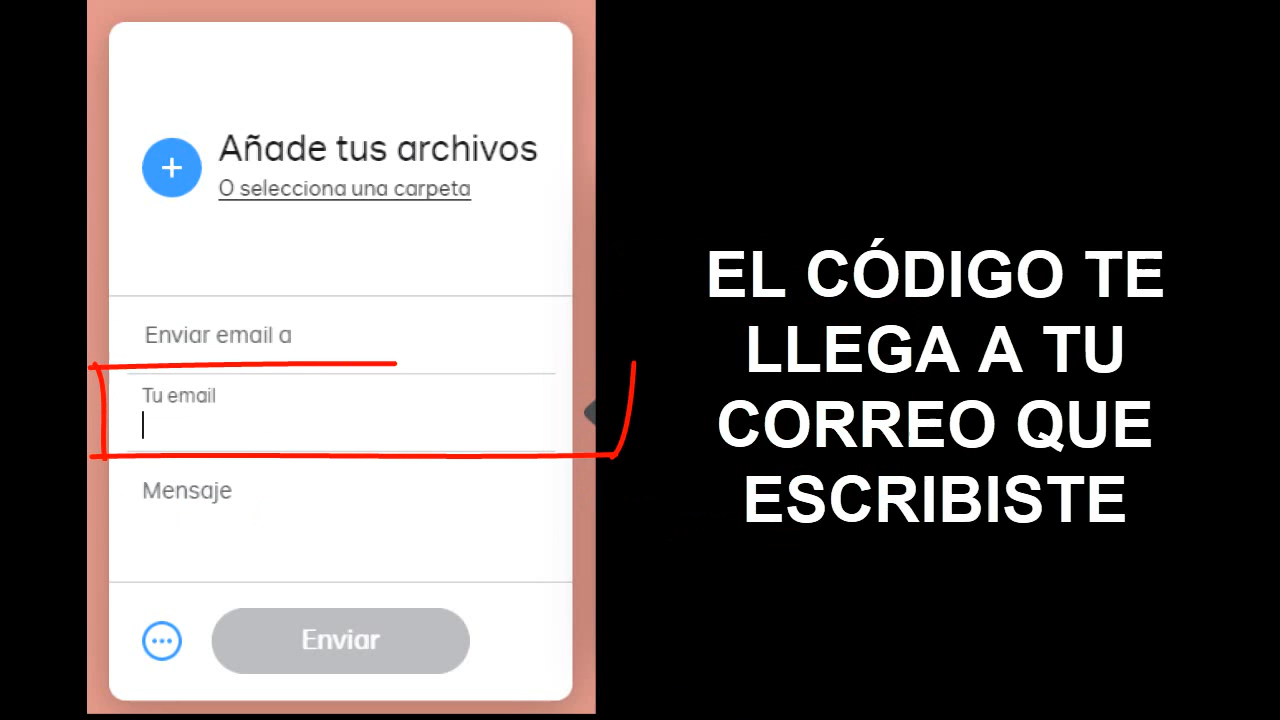 Añade tus archivos
O selecciona una carpeta
Enviar email a
Tu email
Mensaje
Enviar
EL CÓDIGO TE
LLEGA A TU
CORREO QUE
ESCRIBISTE